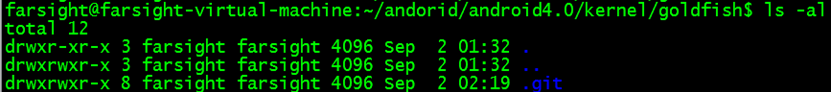 farsight@farsight-virtual-machine:~/andorid/android4.0/kernel/goldfish$ ls -al
total 12
drwxr-xr-x 3 farsight farsight 4096 Sep  2 01:32 .
drwxrwxr-x 3 farsight farsight 4096 Sep  2 01:32 ..
drwxrwxr-x 8 farsight farsight 4096 Sep  2 02:19 .git